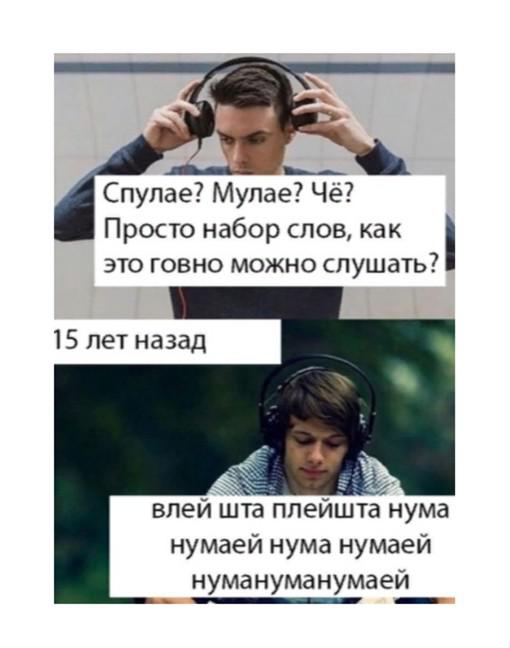 Спулае? Мулае? Чё?
Просто набор слов, как
это говно можно слушать?
15 лет назад
влей шта плейшта нума
нумаей нума нумаей
нумануманумаей